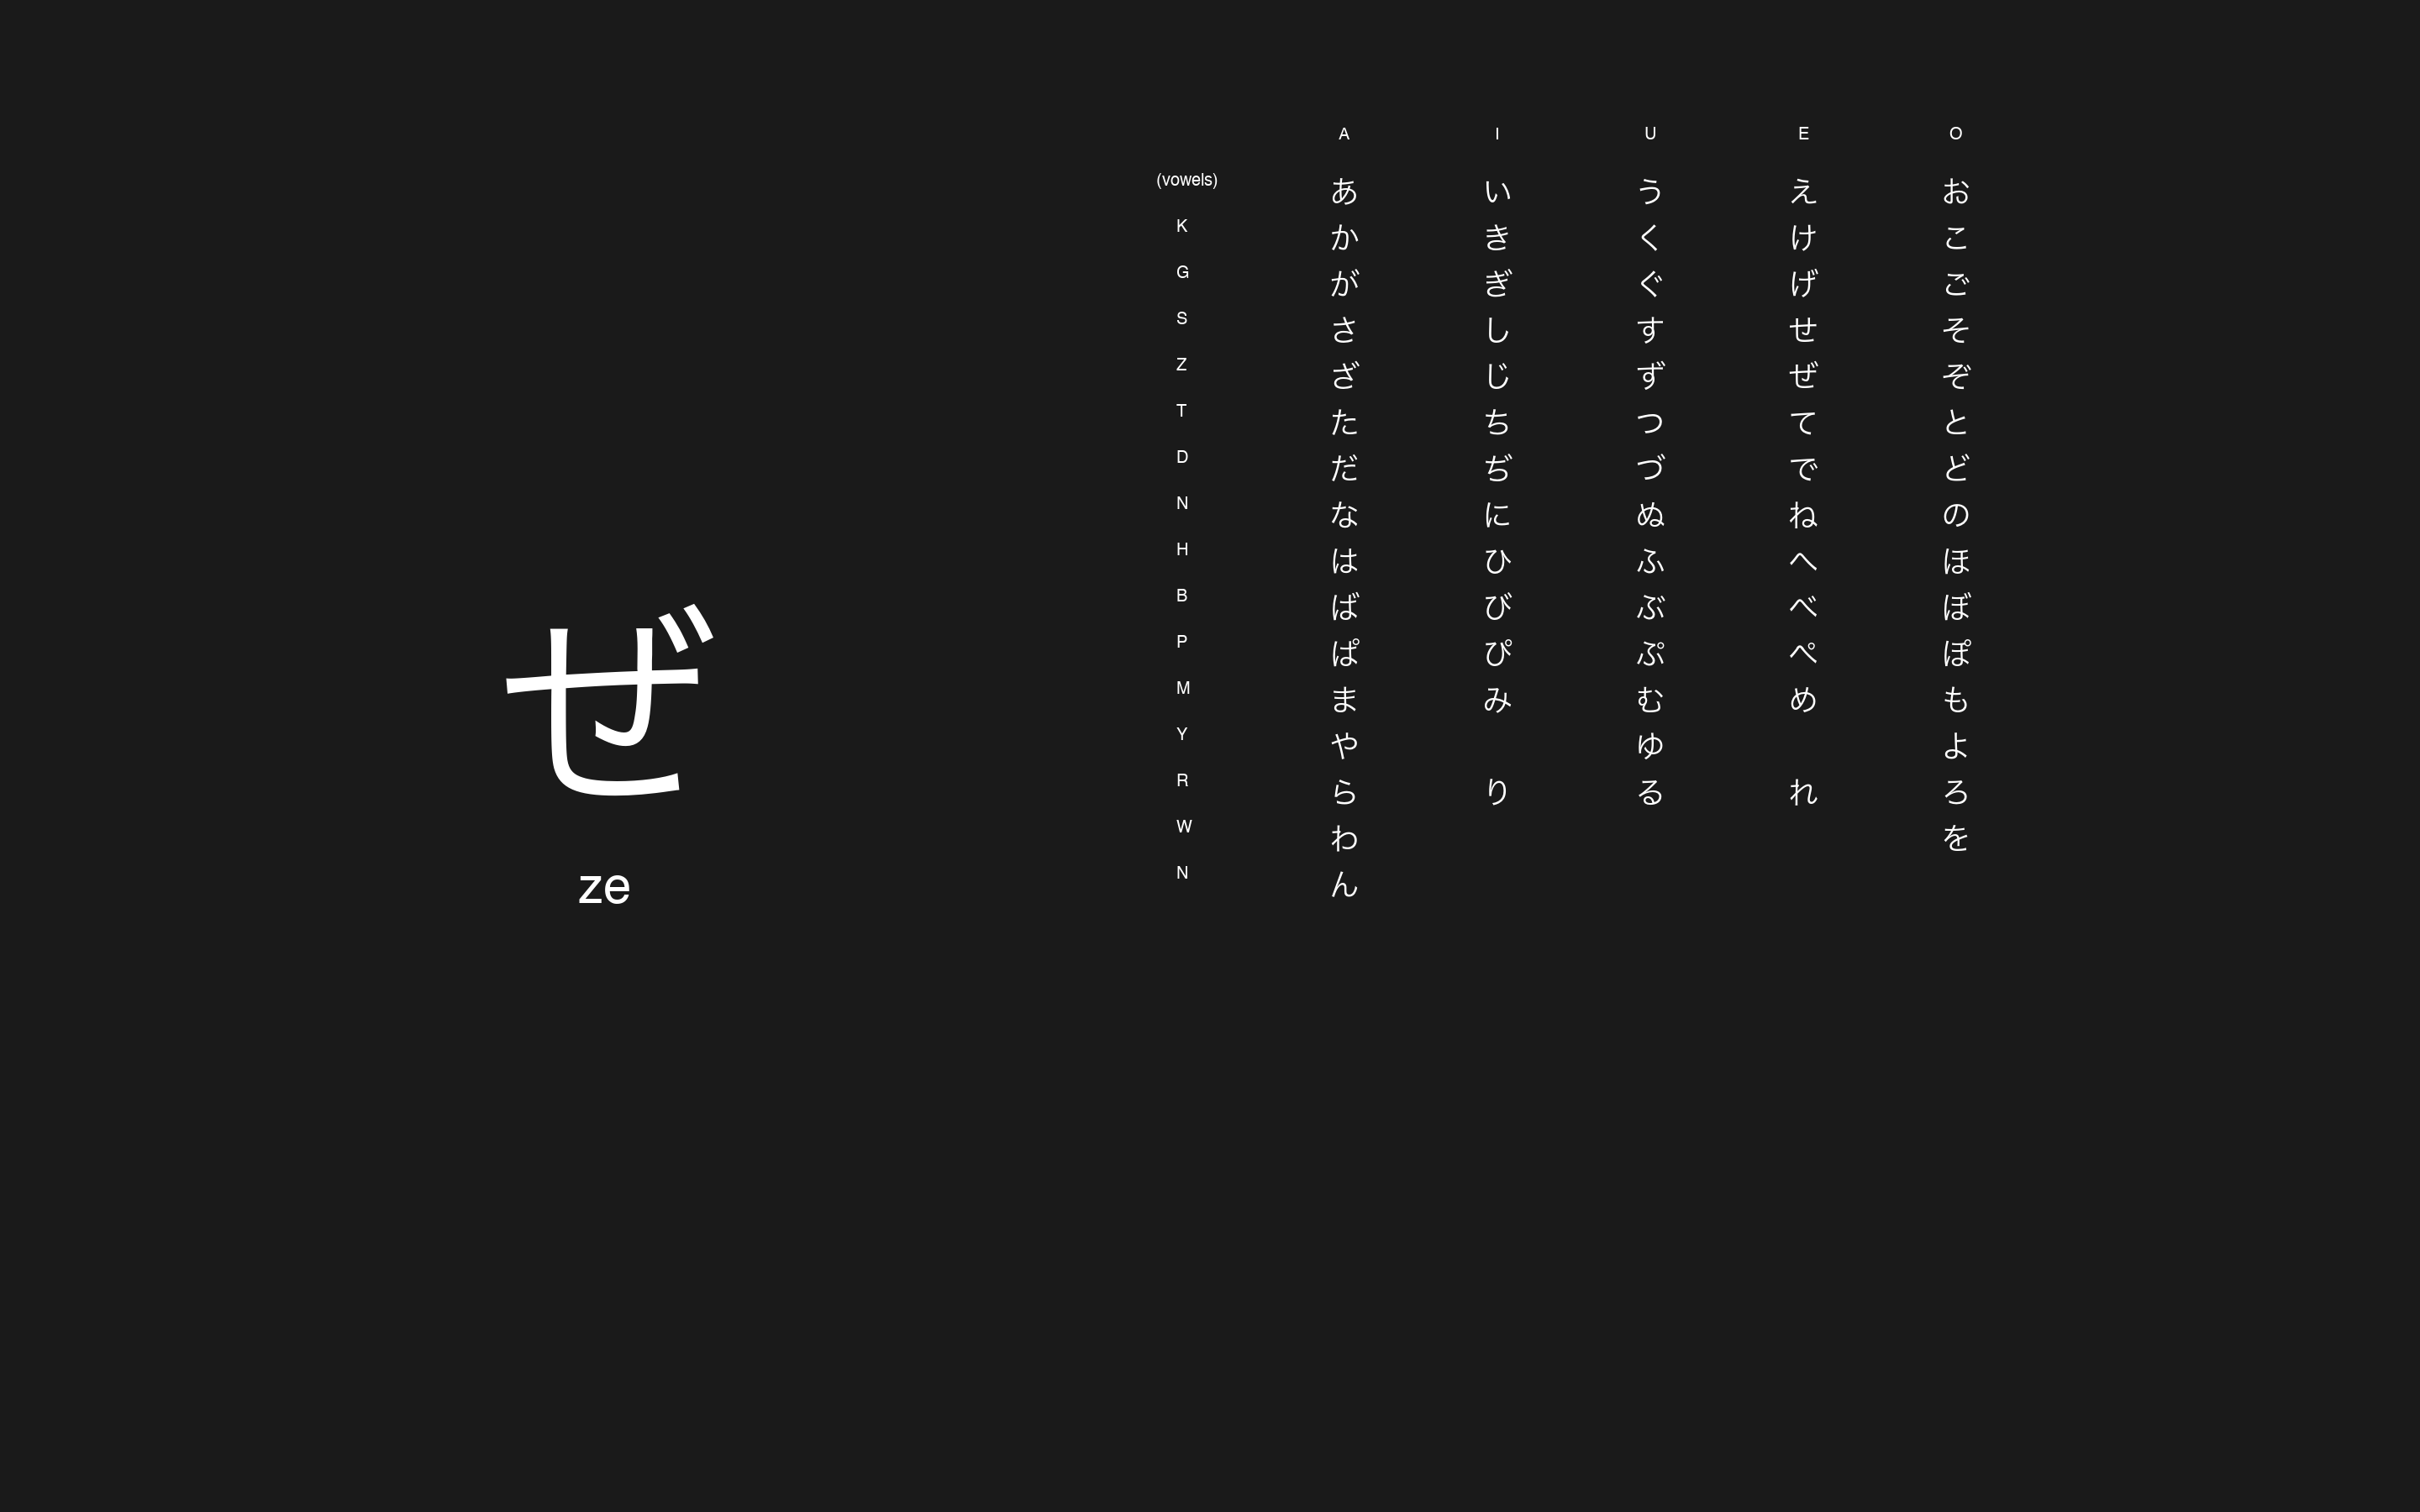 ぜ
ze
A I U E O
(vowels) あ い う え お
K か き く け こ
G が ぎ ぐ げ ご
S さ し す せ そ
Z ざ じ ず ぜ ぞ
T た ち つ て と
D だ ぢ づ で ど
N な に ぬ ね の
H は ひ ふ へ ほ
B ば び ぶ べ ぼ
P ぱ ぴ ぷ ぺ ぽ
M ま み む め も
Y や ゆ よ
R ら り る れ ろ
W わ を
N ん